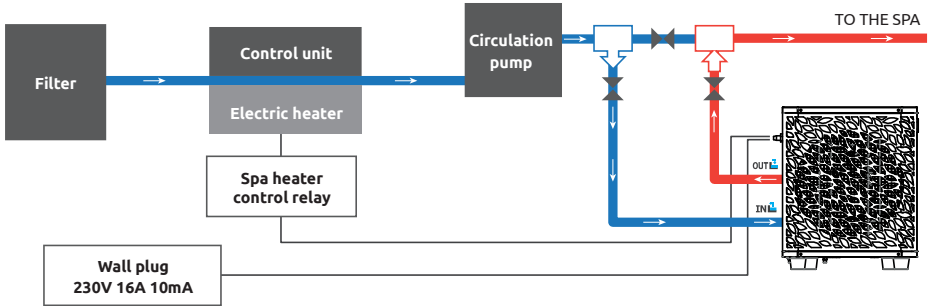 TO THE SPA
Circulation
pump
Control unit
Filter
Electric heater
OUT
Spa heater
control relay
IN
Wall plug
230V 16A 10mA